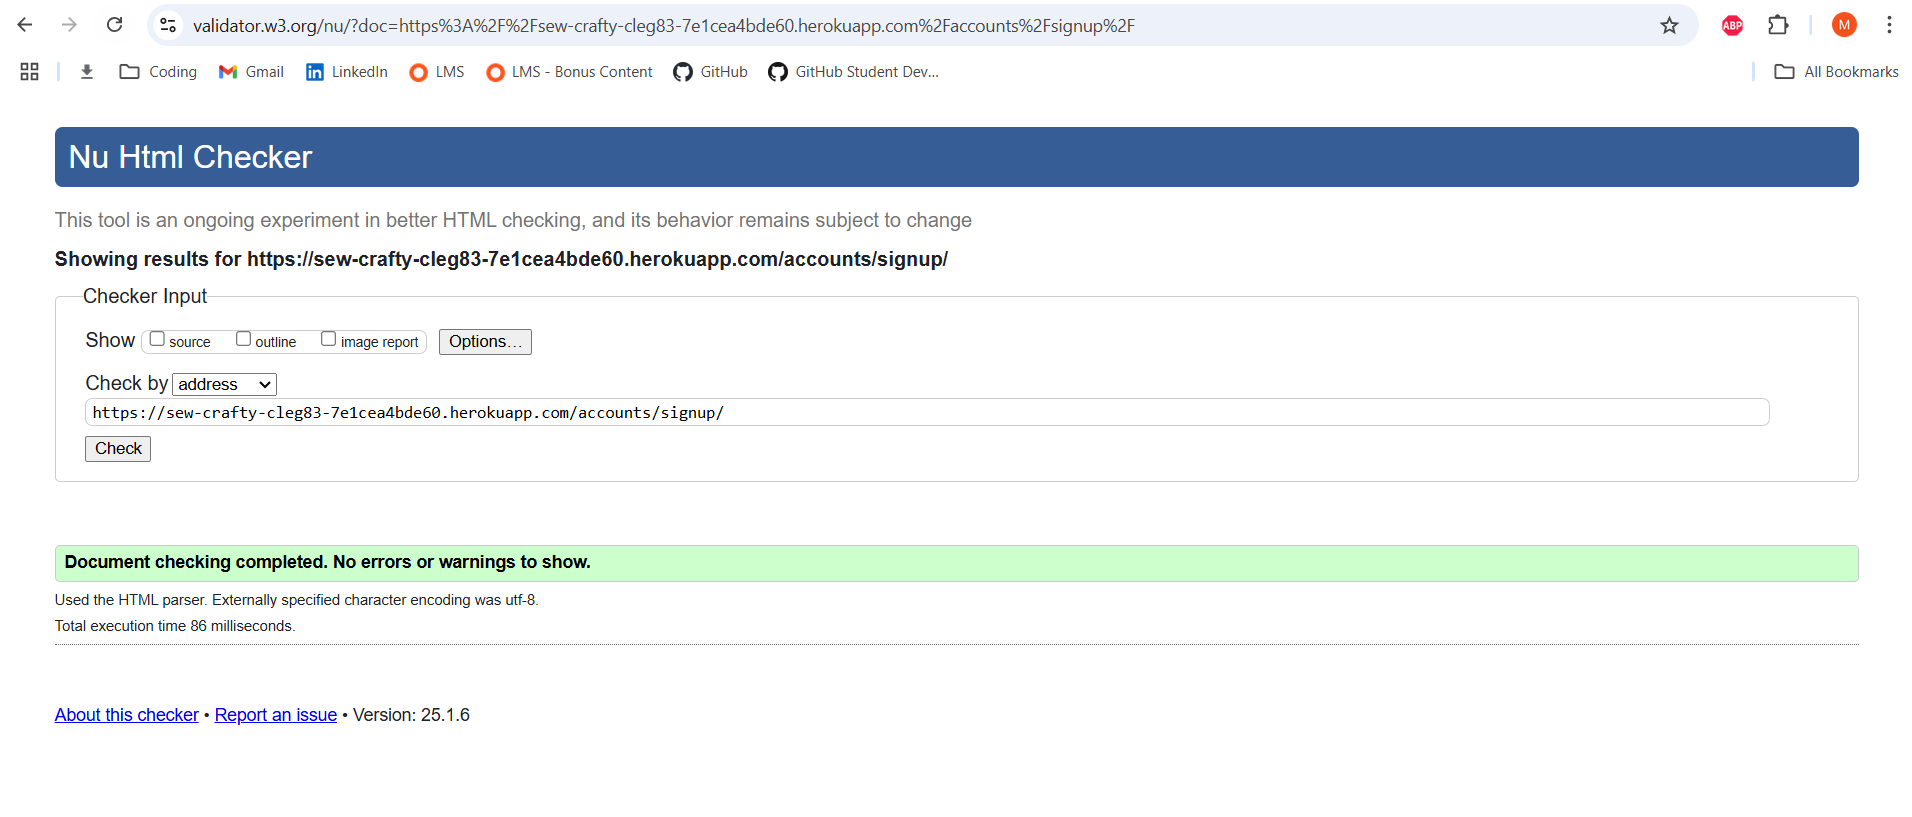 validator.w3.org/nu/?doc=https%3A%2F%2Fsew-crafty-cleg83-7e1cea4bde60.herokuapp.com%2Faccounts%2Fsignup%2F
ABP
M
Coding
Gmail
LinkedIn
LMS
LMS - Bonus Content
GitHub
GitHub Student Dev...
All Bookmarks
Nu Html Checker
This tool is an ongoing experiment in better HTML checking, and its behavior remains subject to change
Showing results for https://sew-crafty-cleg83-7e1cea4bde60.herokuapp.com/accounts/signup/
Checker Input
Show source outline image report Options...
Check by address
https://sew-crafty-cleg83-7e1cea4bde60.herokuapp.com/accounts/signup/
Check
Document checking completed. No errors or warnings to show.
Used the HTML parser. Externally specified character encoding was utf-8.
Total execution time 86 milliseconds.
About this checker • Report an issue • Version: 25.1.6